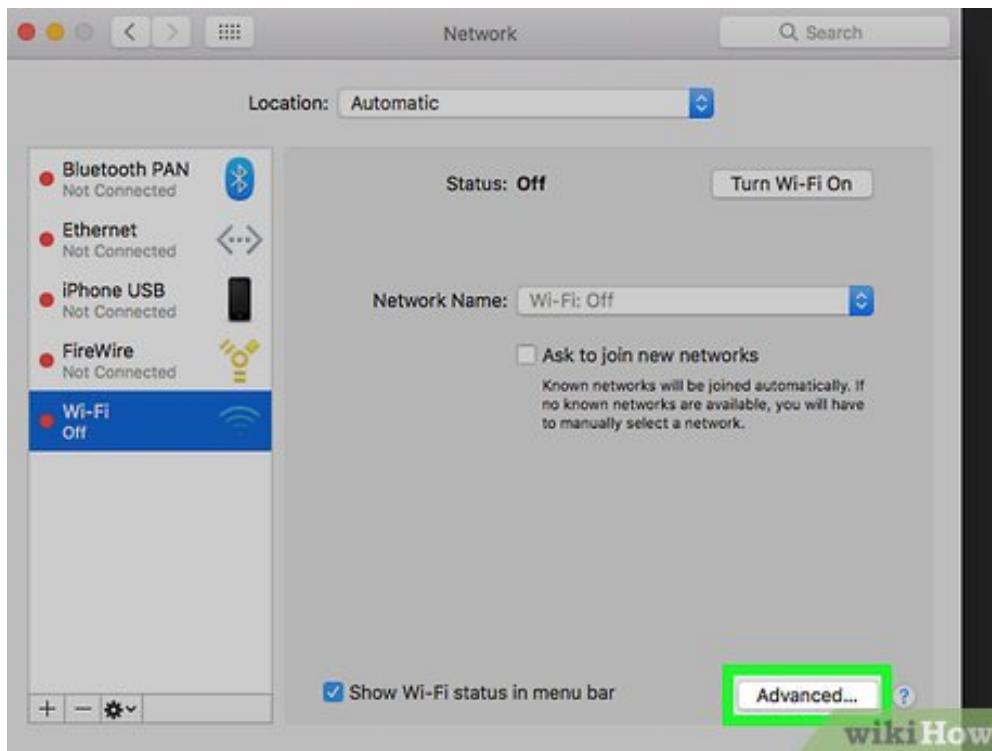 Network
Search
Location: Automatic
Bluetooth PAN
Not Connected
Ethernet
Not Connected
iPhone USB
Not Connected
FireWire
Not Connected
Wi-Fi
Off
Status: Off
Turn Wi-Fi On
Network Name: Wi-Fi: Off
Ask to join new networks
Known networks will be joined automatically. If
no known networks are available, you will have
to manually select a network.
Show Wi-Fi status in menu bar
Advanced...
?
wikiHow